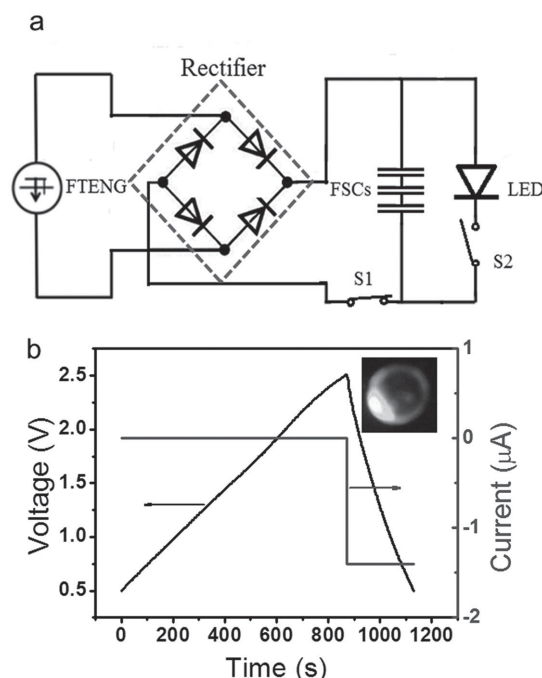 a
Rectifier
FTENG
FSCs
LED
S1
S2
b
2.5
2.0
1.5
1.0
0.5
Voltage (V)
1
0
-1
-2
Current (μA)
0 200 400 600 800 1000 1200
Time (s)